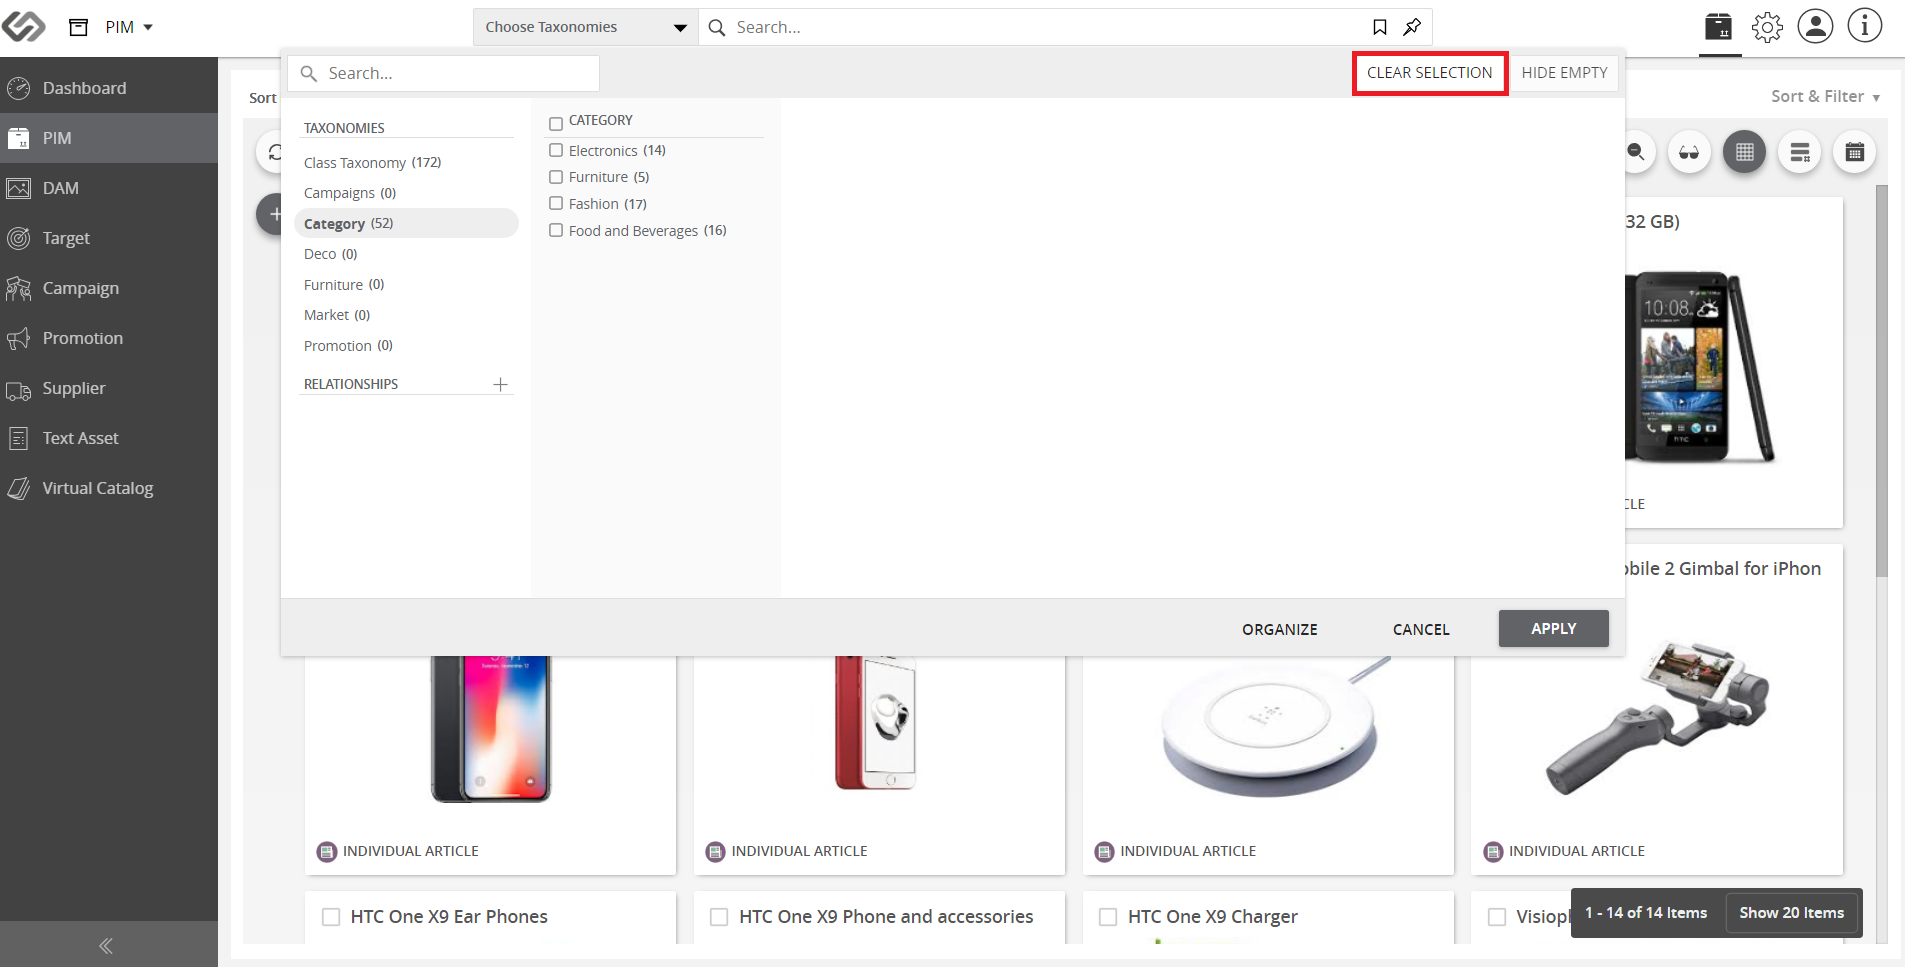 PIM
Choose Taxonomies
Search...
Dashboard
PIM
DAM
Target
Campaign
Promotion
Supplier
Text Asset
Virtual Catalog
Sort
Search...
CLEAR SELECTION
HIDE EMPTY
Sort & Filter
TAXONOMIES
Class Taxonomy (172)
Campaigns (0)
Category (52)
Deco (0)
Furniture (0)
Market (0)
Promotion (0)
RELATIONSHIPS
CATEGORY
Electronics (14)
Furniture (5)
Fashion (17)
Food and Beverages (16)
ORGANIZE
CANCEL
APPLY
32 GB)
10:08
hTC
CLE
obile 2 Gimbal for iPhon
INDIVIDUAL ARTICLE
INDIVIDUAL ARTICLE
INDIVIDUAL ARTICLE
INDIVIDUAL ARTICLE
HTC One X9 Ear Phones
HTC One X9 Phone and accessories
HTC One X9 Charger
Visiop
1 - 14 of 14 Items
Show 20 Items